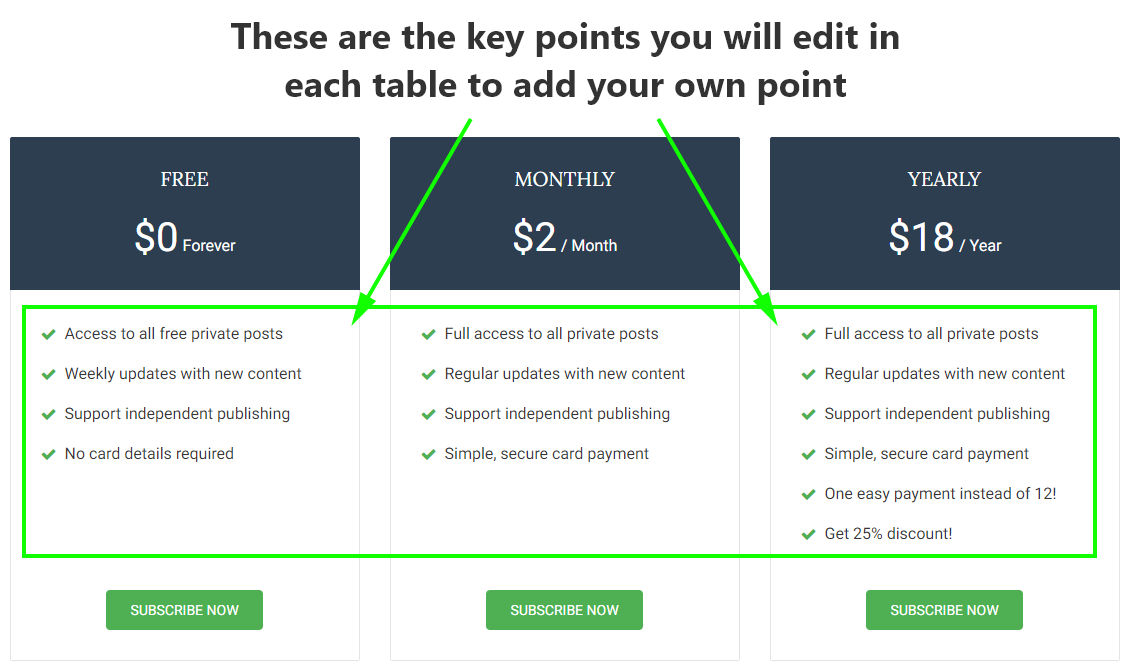 These are the key points you will edit in
each table to add your own point
FREE
$0 Forever
Access to all free private posts
Weekly updates with new content
Support independent publishing
No card details required
SUBSCRIBE NOW
MONTHLY
$2 / Month
Full access to all private posts
Regular updates with new content
Support independent publishing
Simple, secure card payment
SUBSCRIBE NOW
YEARLY
$18 / Year
Full access to all private posts
Regular updates with new content
Support independent publishing
Simple, secure card payment
One easy payment instead of 12!
Get 25% discount!
SUBSCRIBE NOW